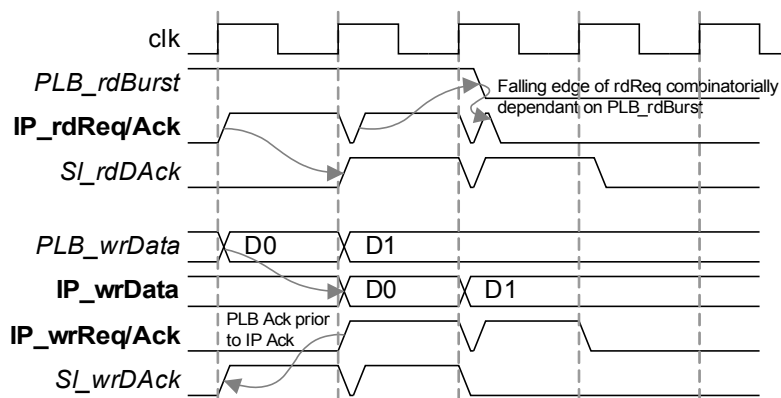 clk
PLB_rdBurst
Falling edge of rdReq combinatorially
dependant on PLB_rdBurst
IP_rdReq/Ack
Sl_rdDAck
PLB_wrData D0 D1
IP_wrData D0 D1
PLB Ack prior
to IP Ack
IP_wrReq/Ack
Sl_wrDAck